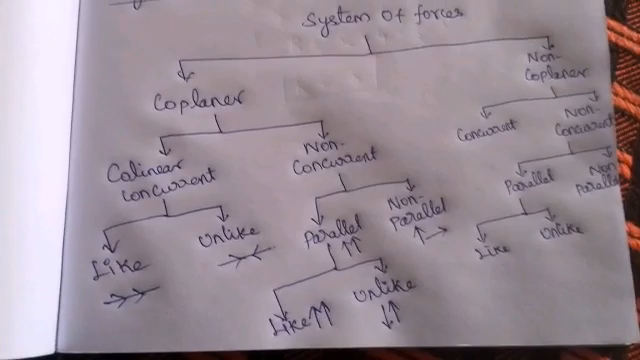 System of forces
Coplaner
Non-
Coplaner
Colinear
Concurrent
Non-
Concurrent
Concurrent
Non-
Concurrent
Like
Unlike
Parallel
Non-
Parallel
Parallel
Non
Parallel
Like
Unlike
Like
Unlike